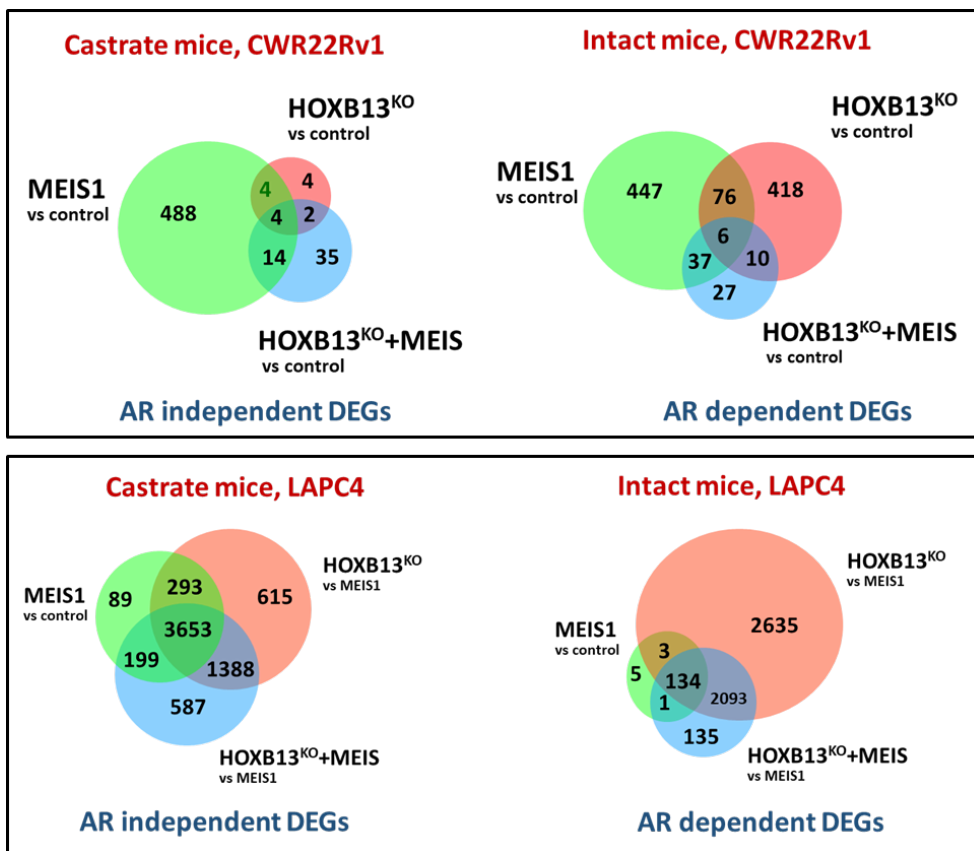 Castrate mice, CWR22Rv1
HOXB13KO
vs control
MEIS1
vs control
488
4
4
4
2
14
35
HOXB13KO+MEIS
vs control
AR independent DEGs
Intact mice, CWR22Rv1
HOXB13KO
vs control
MEIS1
vs control
447
76
418
6
37
10
27
HOXB13KO+MEIS
vs control
AR dependent DEGs
Castrate mice, LAPC4
HOXB13KO
vs MEIS1
MEIS1
vs control
89
293
615
3653
199
1388
587
HOXB13KO+MEIS
vs MEIS1
AR independent DEGs
Intact mice, LAPC4
HOXB13KO
vs MEIS1
MEIS1
vs control
2635
3
5
134
1
2093
135
HOXB13KO+MEIS
vs MEIS1
AR dependent DEGs